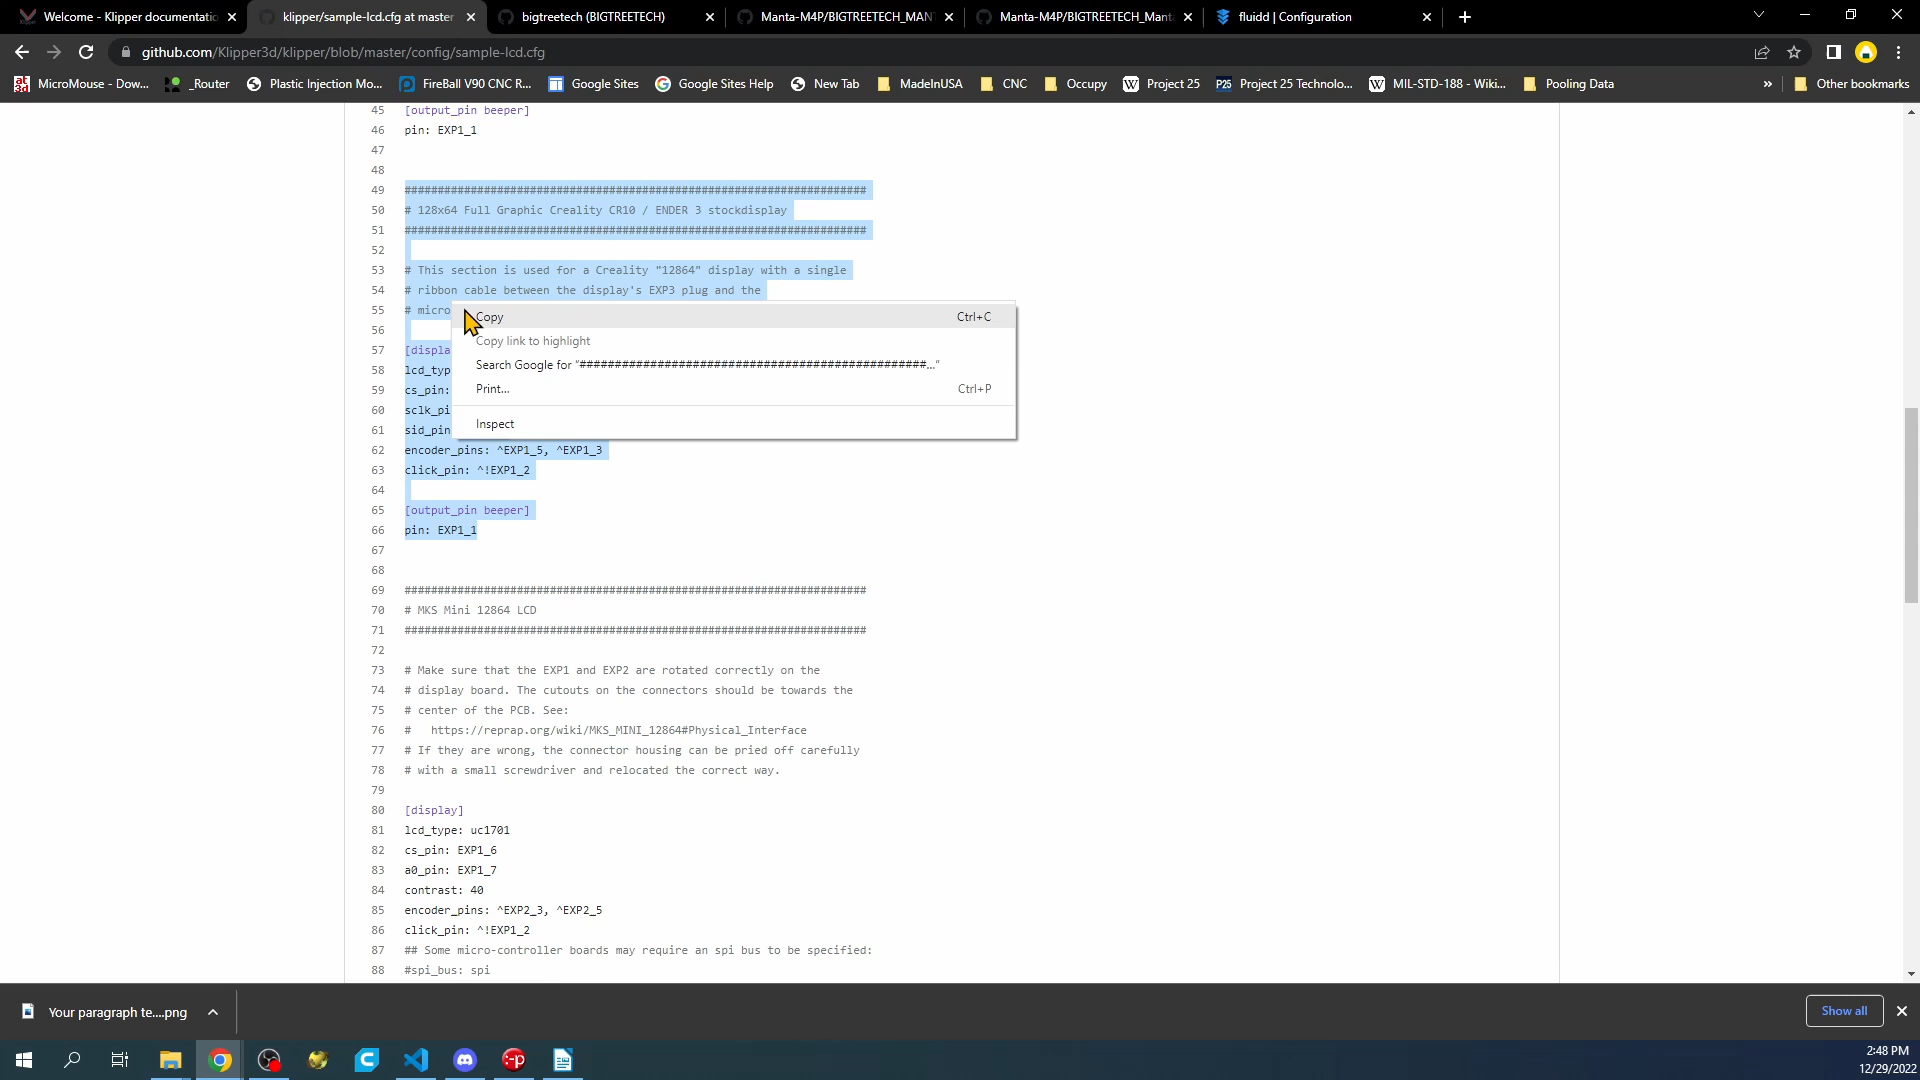 Welcome - Klipper documentatio
klipper/sample-lcd.cfg at master
bigtreetech (BIGTREETECH)
Manta-M4P/BIGTREETECH_MANT
Manta-M4P/BIGTREETECH_Manta
fluidd | Configuration
github.com/Klipper3d/klipper/blob/master/config/sample-lcd.cfg
MicroMouse - Dow...
_Router
Plastic Injection Mo...
FireBall V90 CNC R...
Google Sites
Google Sites Help
New Tab
MadeInUSA
CNC
Occupy
Project 25
P25 Project 25 Technolo...
MIL-STD-188 - Wiki...
Pooling Data
»
Other bookmarks
45 [output_pin beeper]
46 pin: EXP1_1
47
48
49 ######################################################################
50 # 128x64 Full Graphic Creality CR10 / ENDER 3 stockdisplay
51 ######################################################################
52
53 # This section is used for a Creality "12864" display with a single
54 # ribbon cable between the display's EXP3 plug and the
55 # micro
56
57 [displa
58 lcd_typ
59 cs_pin:
60 sclk_pi
61 sid_pin
62 encoder_pins: ^EXP1_5, ^EXP1_3
63 click_pin: ^!EXP1_2
64
65 [output_pin beeper]
66 pin: EXP1_1
67
68
69 ######################################################################
70 # MKS Mini 12864 LCD
71 ######################################################################
72
73 # Make sure that the EXP1 and EXP2 are rotated correctly on the
74 # display board. The cutouts on the connectors should be towards the
75 # center of the PCB. See:
76 #   https://reprap.org/wiki/MKS_MINI_12864#Physical_Interface
77 # If they are wrong, the connector housing can be pried off carefully
78 # with a small screwdriver and relocated the correct way.
79
80 [display]
81 lcd_type: uc1701
82 cs_pin: EXP1_6
83 a0_pin: EXP1_7
84 contrast: 40
85 encoder_pins: ^EXP2_3, ^EXP2_5
86 click_pin: ^!EXP1_2
87 ## Some micro-controller boards may require an spi bus to be specified:
88 #spi_bus: spi
Copy Ctrl+C
Copy link to highlight
Search Google for "##################################################..."
Print... Ctrl+P
Inspect
Your paragraph te....png
Show all
2:48 PM
12/29/2022